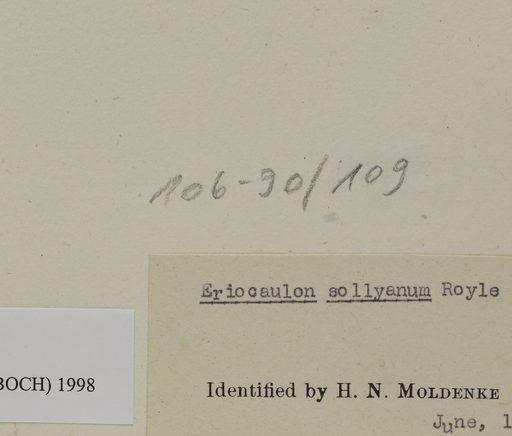 106-90/109
Eriocaulon sollyanum Royle
BOCH) 1998
Identified by H. N. MOLDENKE
June, 1